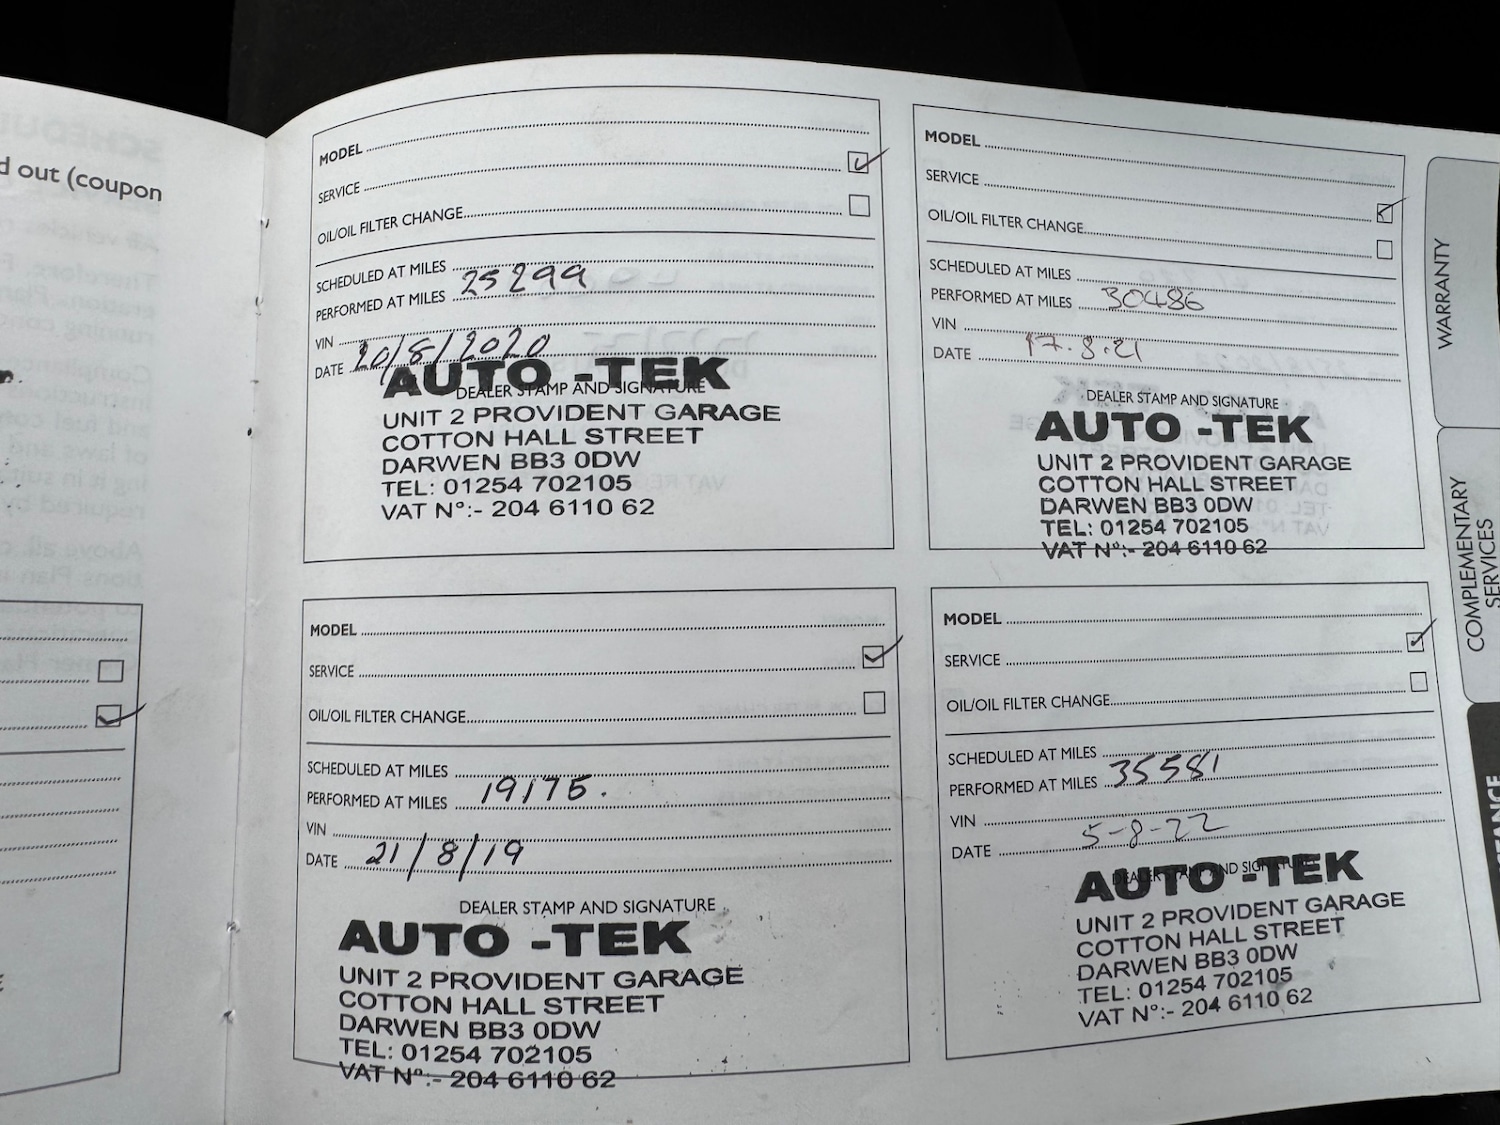 d out (coupon
MODEL
SERVICE
OIL/OIL FILTER CHANGE
SCHEDULED AT MILES
PERFORMED AT MILES 25299
VIN
DATE 20/8/2020
DEALER STAMP AND SIGNATURE
AUTO -TEK
UNIT 2 PROVIDENT GARAGE
COTTON HALL STREET
DARWEN BB3 0DW
TEL: 01254 702105
VAT Nº:- 204 6110 62
MODEL
SERVICE
OIL/OIL FILTER CHANGE
SCHEDULED AT MILES
PERFORMED AT MILES 30486
VIN
DATE 17.8.21
DEALER STAMP AND SIGNATURE
AUTO -TEK
UNIT 2 PROVIDENT GARAGE
COTTON HALL STREET
DARWEN BB3 0DW
TEL: 01254 702105
VAT Nº:- 204 6110 62
MODEL
SERVICE
OIL/OIL FILTER CHANGE
SCHEDULED AT MILES
PERFORMED AT MILES 19175.
VIN
DATE 21/8/19
DEALER STAMP AND SIGNATURE
AUTO -TEK
UNIT 2 PROVIDENT GARAGE
COTTON HALL STREET
DARWEN BB3 0DW
TEL: 01254 702105
VAT Nº:- 204 6110 62
MODEL
SERVICE
OIL/OIL FILTER CHANGE
SCHEDULED AT MILES
PERFORMED AT MILES 35581
VIN
DATE 5-8-22
DEALER STAMP AND SIGNATURE
AUTO -TEK
UNIT 2 PROVIDENT GARAGE
COTTON HALL STREET
DARWEN BB3 0DW
TEL: 01254 702105
VAT Nº:- 204 6110 62
WARRANTY
COMPLEMENTARY
SERVICES